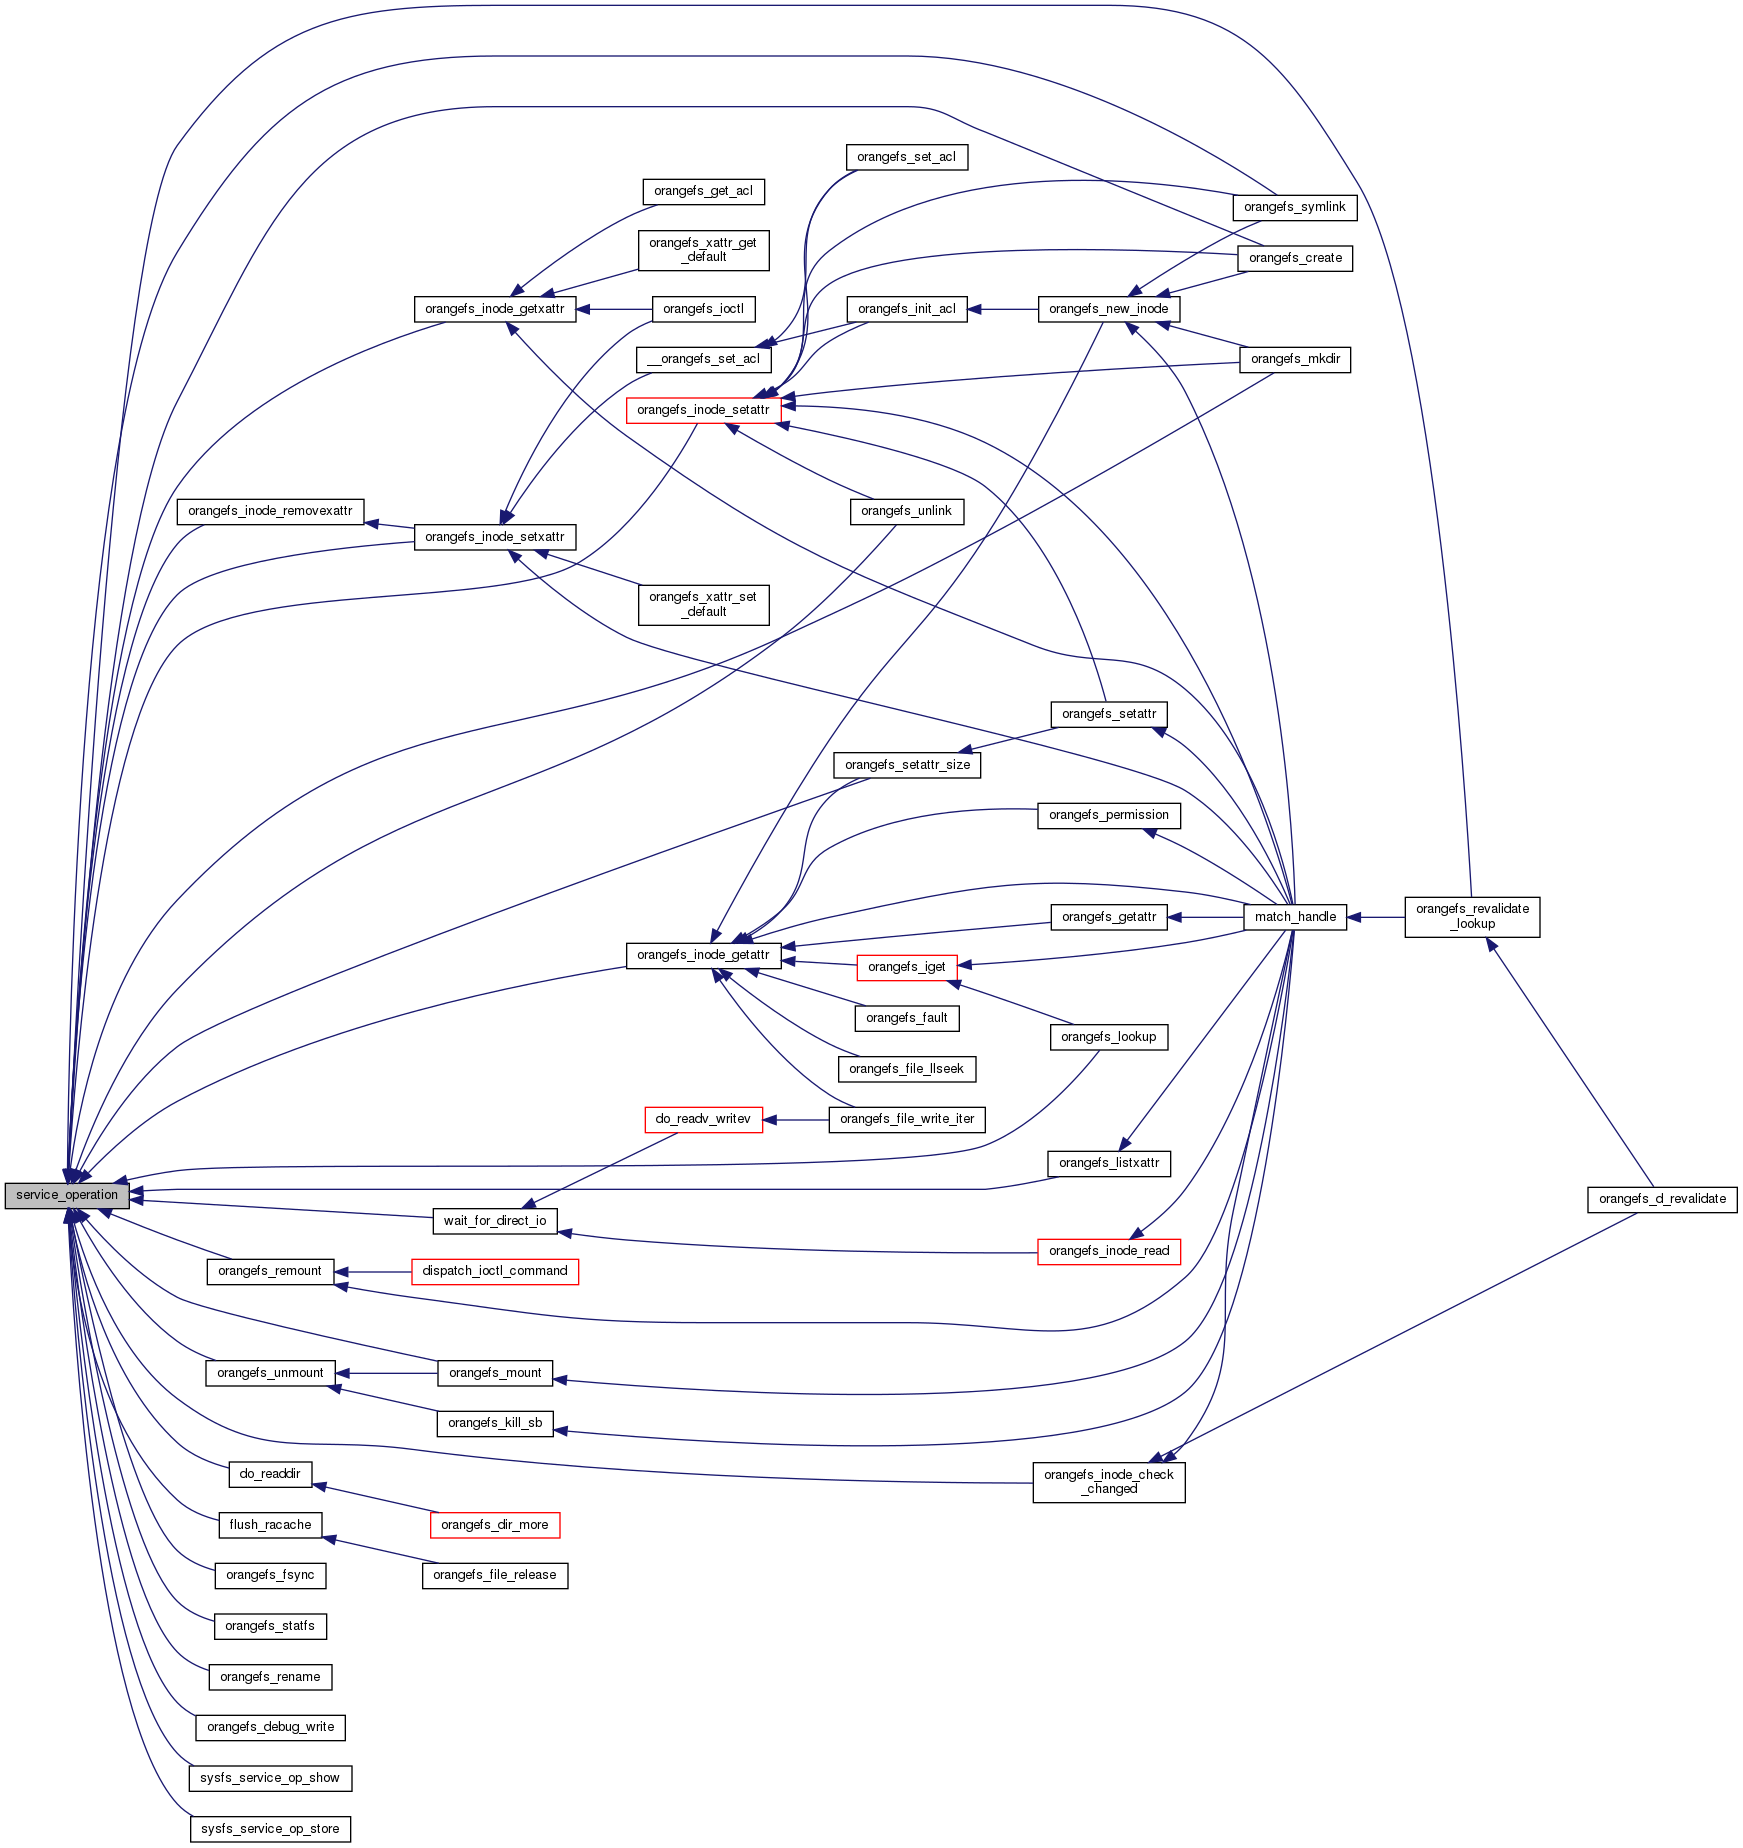 orangefs_set_acl
orangefs_get_acl
orangefs_symlink
orangefs_xattr_get
_default
orangefs_create
orangefs_inode_getxattr
orangefs_ioctl
orangefs_init_acl
orangefs_new_inode
__orangefs_set_acl
orangefs_mkdir
orangefs_inode_setattr
orangefs_inode_removexattr
orangefs_unlink
orangefs_inode_setxattr
orangefs_xattr_set
_default
orangefs_setattr
orangefs_setattr_size
orangefs_permission
orangefs_getattr
match_handle
orangefs_revalidate
_lookup
orangefs_inode_getattr
orangefs_iget
orangefs_fault
orangefs_lookup
orangefs_file_llseek
do_readv_writev
orangefs_file_write_iter
orangefs_listxattr
service_operation
orangefs_d_revalidate
wait_for_direct_io
orangefs_inode_read
orangefs_remount
dispatch_ioctl_command
orangefs_unmount
orangefs_mount
orangefs_kill_sb
do_readdir
orangefs_inode_check
_changed
flush_racache
orangefs_dir_more
orangefs_fsync
orangefs_file_release
orangefs_statfs
orangefs_rename
orangefs_debug_write
sysfs_service_op_show
sysfs_service_op_store